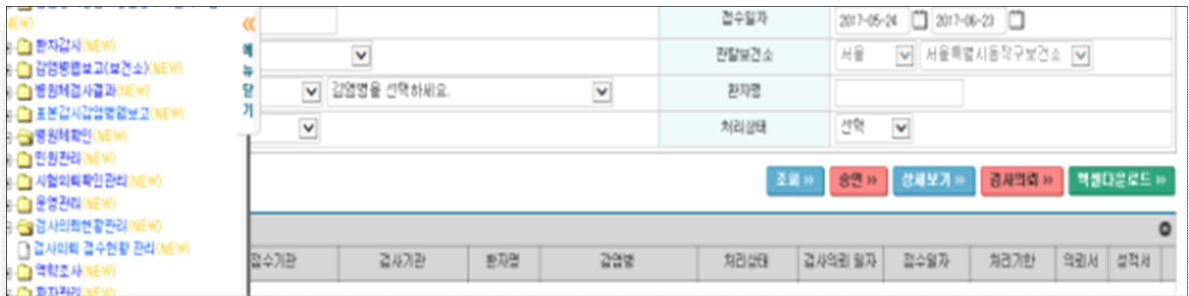 (NEW)
환자감시(NEW)
감염병웹보고(보건소)(NEW)
병원체검사결과(NEW)
표본감시감염병웹보고(NEW)
병원체확인(NEW)
민원관리(NEW)
시험의뢰확인관리(NEW)
운영관리(NEW)
검사의뢰현황관리(NEW)
검사의뢰 접수현황 관리(NEW)
역학조사(NEW)
환자관리(NEW)
메뉴닫기
접수일자 2017-05-24 2017-06-23
관할보건소 서울 서울특별시동작구보건소
감염병을 선택하세요. 환자명
처리상태 선택
조회 » 승인 » 상세보기 » 검사의뢰 » 엑셀다운로드 »
접수기관 검사기관 환자명 감염병 처리상태 검사의뢰 일자 접수일자 처리기한 의뢰서 성적서